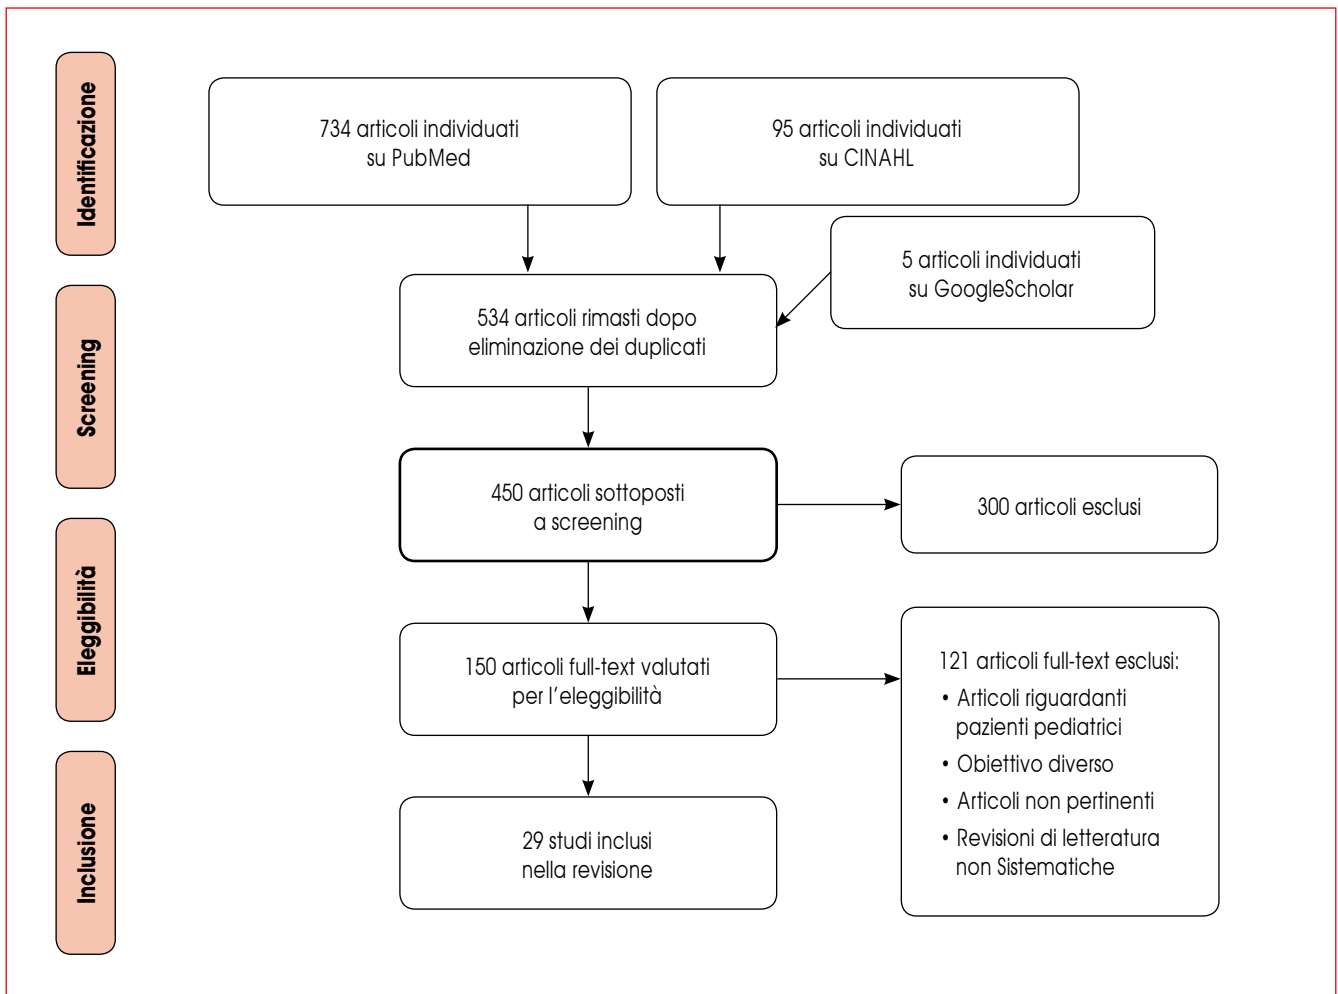 Identificazione
734 articoli individuati
su PubMed
95 articoli individuati
su CINAHL
5 articoli individuati
su GoogleScholar
Screening
534 articoli rimasti dopo
eliminazione dei duplicati
450 articoli sottoposti
a screening
300 articoli esclusi
Eleggibilità
150 articoli full-text valutati
per l'eleggibilità
121 articoli full-text esclusi:
• Articoli riguardanti
pazienti pediatrici
• Obiettivo diverso
• Articoli non pertinenti
• Revisioni di letteratura
non Sistematiche
Inclusione
29 studi inclusi
nella revisione